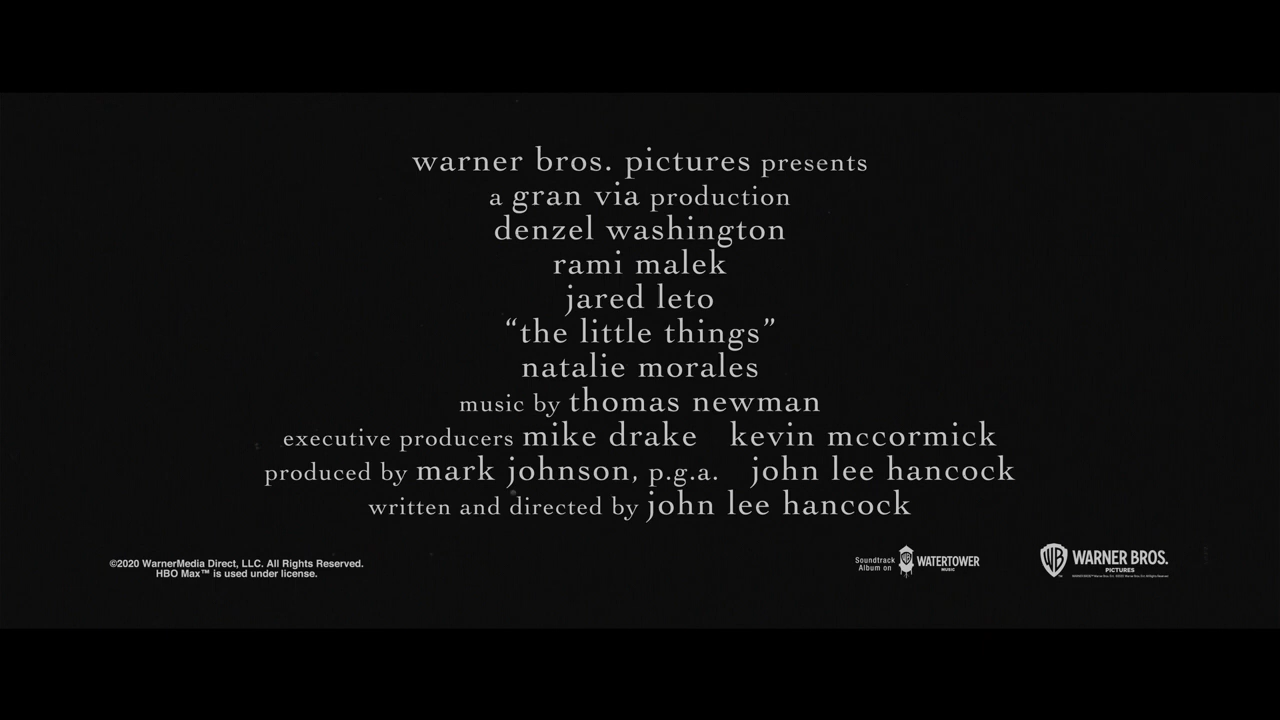 warner bros. pictures presents
a gran via production
denzel washington
rami malek
jared leto
“the little things”
natalie morales
music by thomas newman
executive producers mike drake kevin mccormick
produced by mark johnson, p.g.a. john lee hancock
written and directed by john lee hancock
©2020 WarnerMedia Direct, LLC. All Rights Reserved.
HBO Max™ is used under license.
Soundtrack
Album on
WB
WATERTOWER
MUSIC
WB
WARNER BROS.
PICTURES